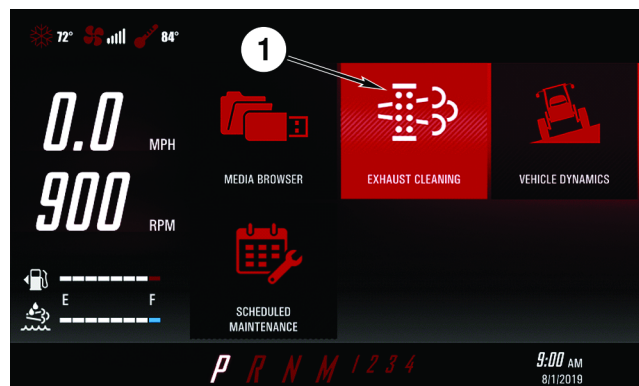 72° 84°
1
0.0 MPH
900 RPM
E F
MEDIA BROWSER
EXHAUST CLEANING
VEHICLE DYNAMICS
SCHEDULED
MAINTENANCE
P R N M 1 2 3 4
9:00 AM
8/1/2019